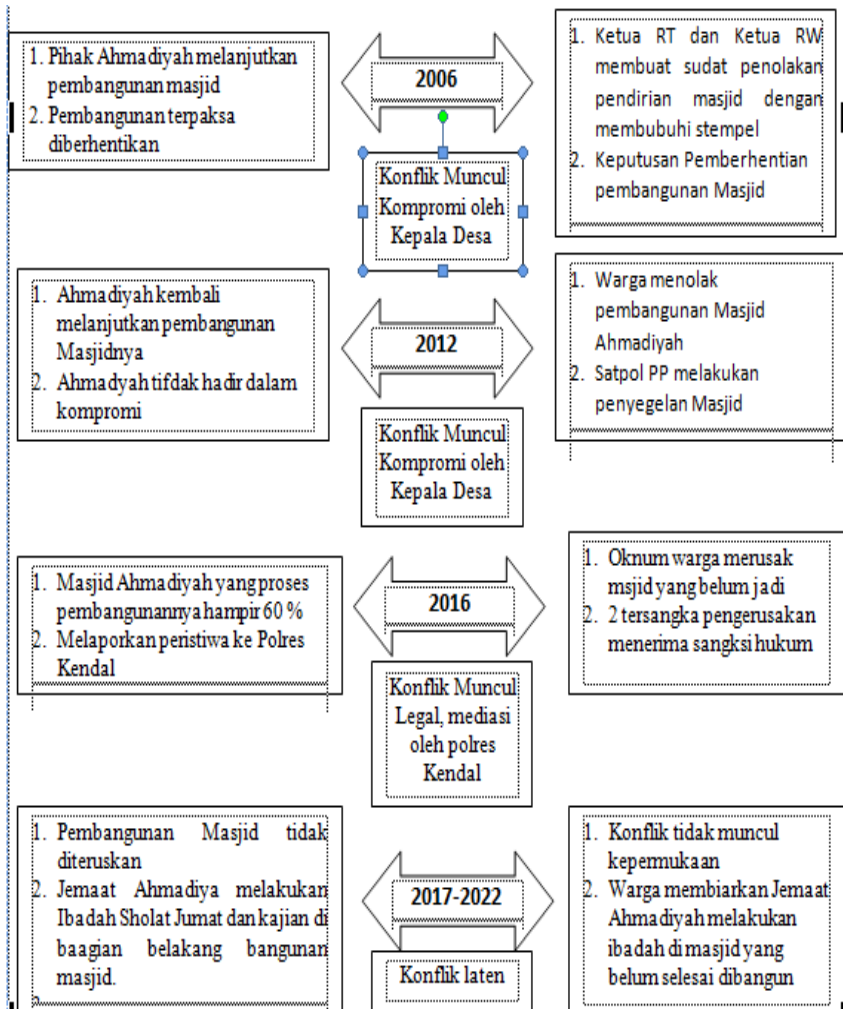 1. Pihak Ahmadiyah melanjutkan
pembangunan masjid
2. Pembangunan terpaksa
diberhentikan
2006
1. Ketua RT dan Ketua RW
membuat sudat penolakan
pendirian masjid dengan
membubuhi stempel
2. Keputusan Pemberhentian
pembangunan Masjid
Konflik Muncul
Kompromi oleh
Kepala Desa
1. Ahmadiyah kembali
melanjutkan pembangunan
Masjidnya
2. Ahmadyah tifdak hadir dalam
kompromi
2012
1. Warga menolak
pembangunan Masjid
Ahmadiyah
2. Satpol PP melakukan
penyegelan Masjid
Konflik Muncul
Kompromi oleh
Kepala Desa
1. Masjid Ahmadiyah yang proses
pembangunannya hampir 60 %
2. Melaporkan peristiwa ke Polres
Kendal
2016
1. Oknum warga merusak
msjid yang belum jadi
2. 2 tersangka pengerusakan
menerima sangksi hukum
Konflik Muncul
Legal, mediasi
oleh polres
Kendal
1. Pembangunan Masjid tidak
diteruskan
2. Jemaat Ahmadiya melakukan
Ibadah Sholat Jumat dan kajian di
baagian belakang bangunan
masjid.
2017-2022
1. Konflik tidak muncul
kepermukaan
2. Warga membiarkan Jemaat
Ahmadiyah melakukan
ibadah di masjid yang
belum selesai dibangun
Konflik laten